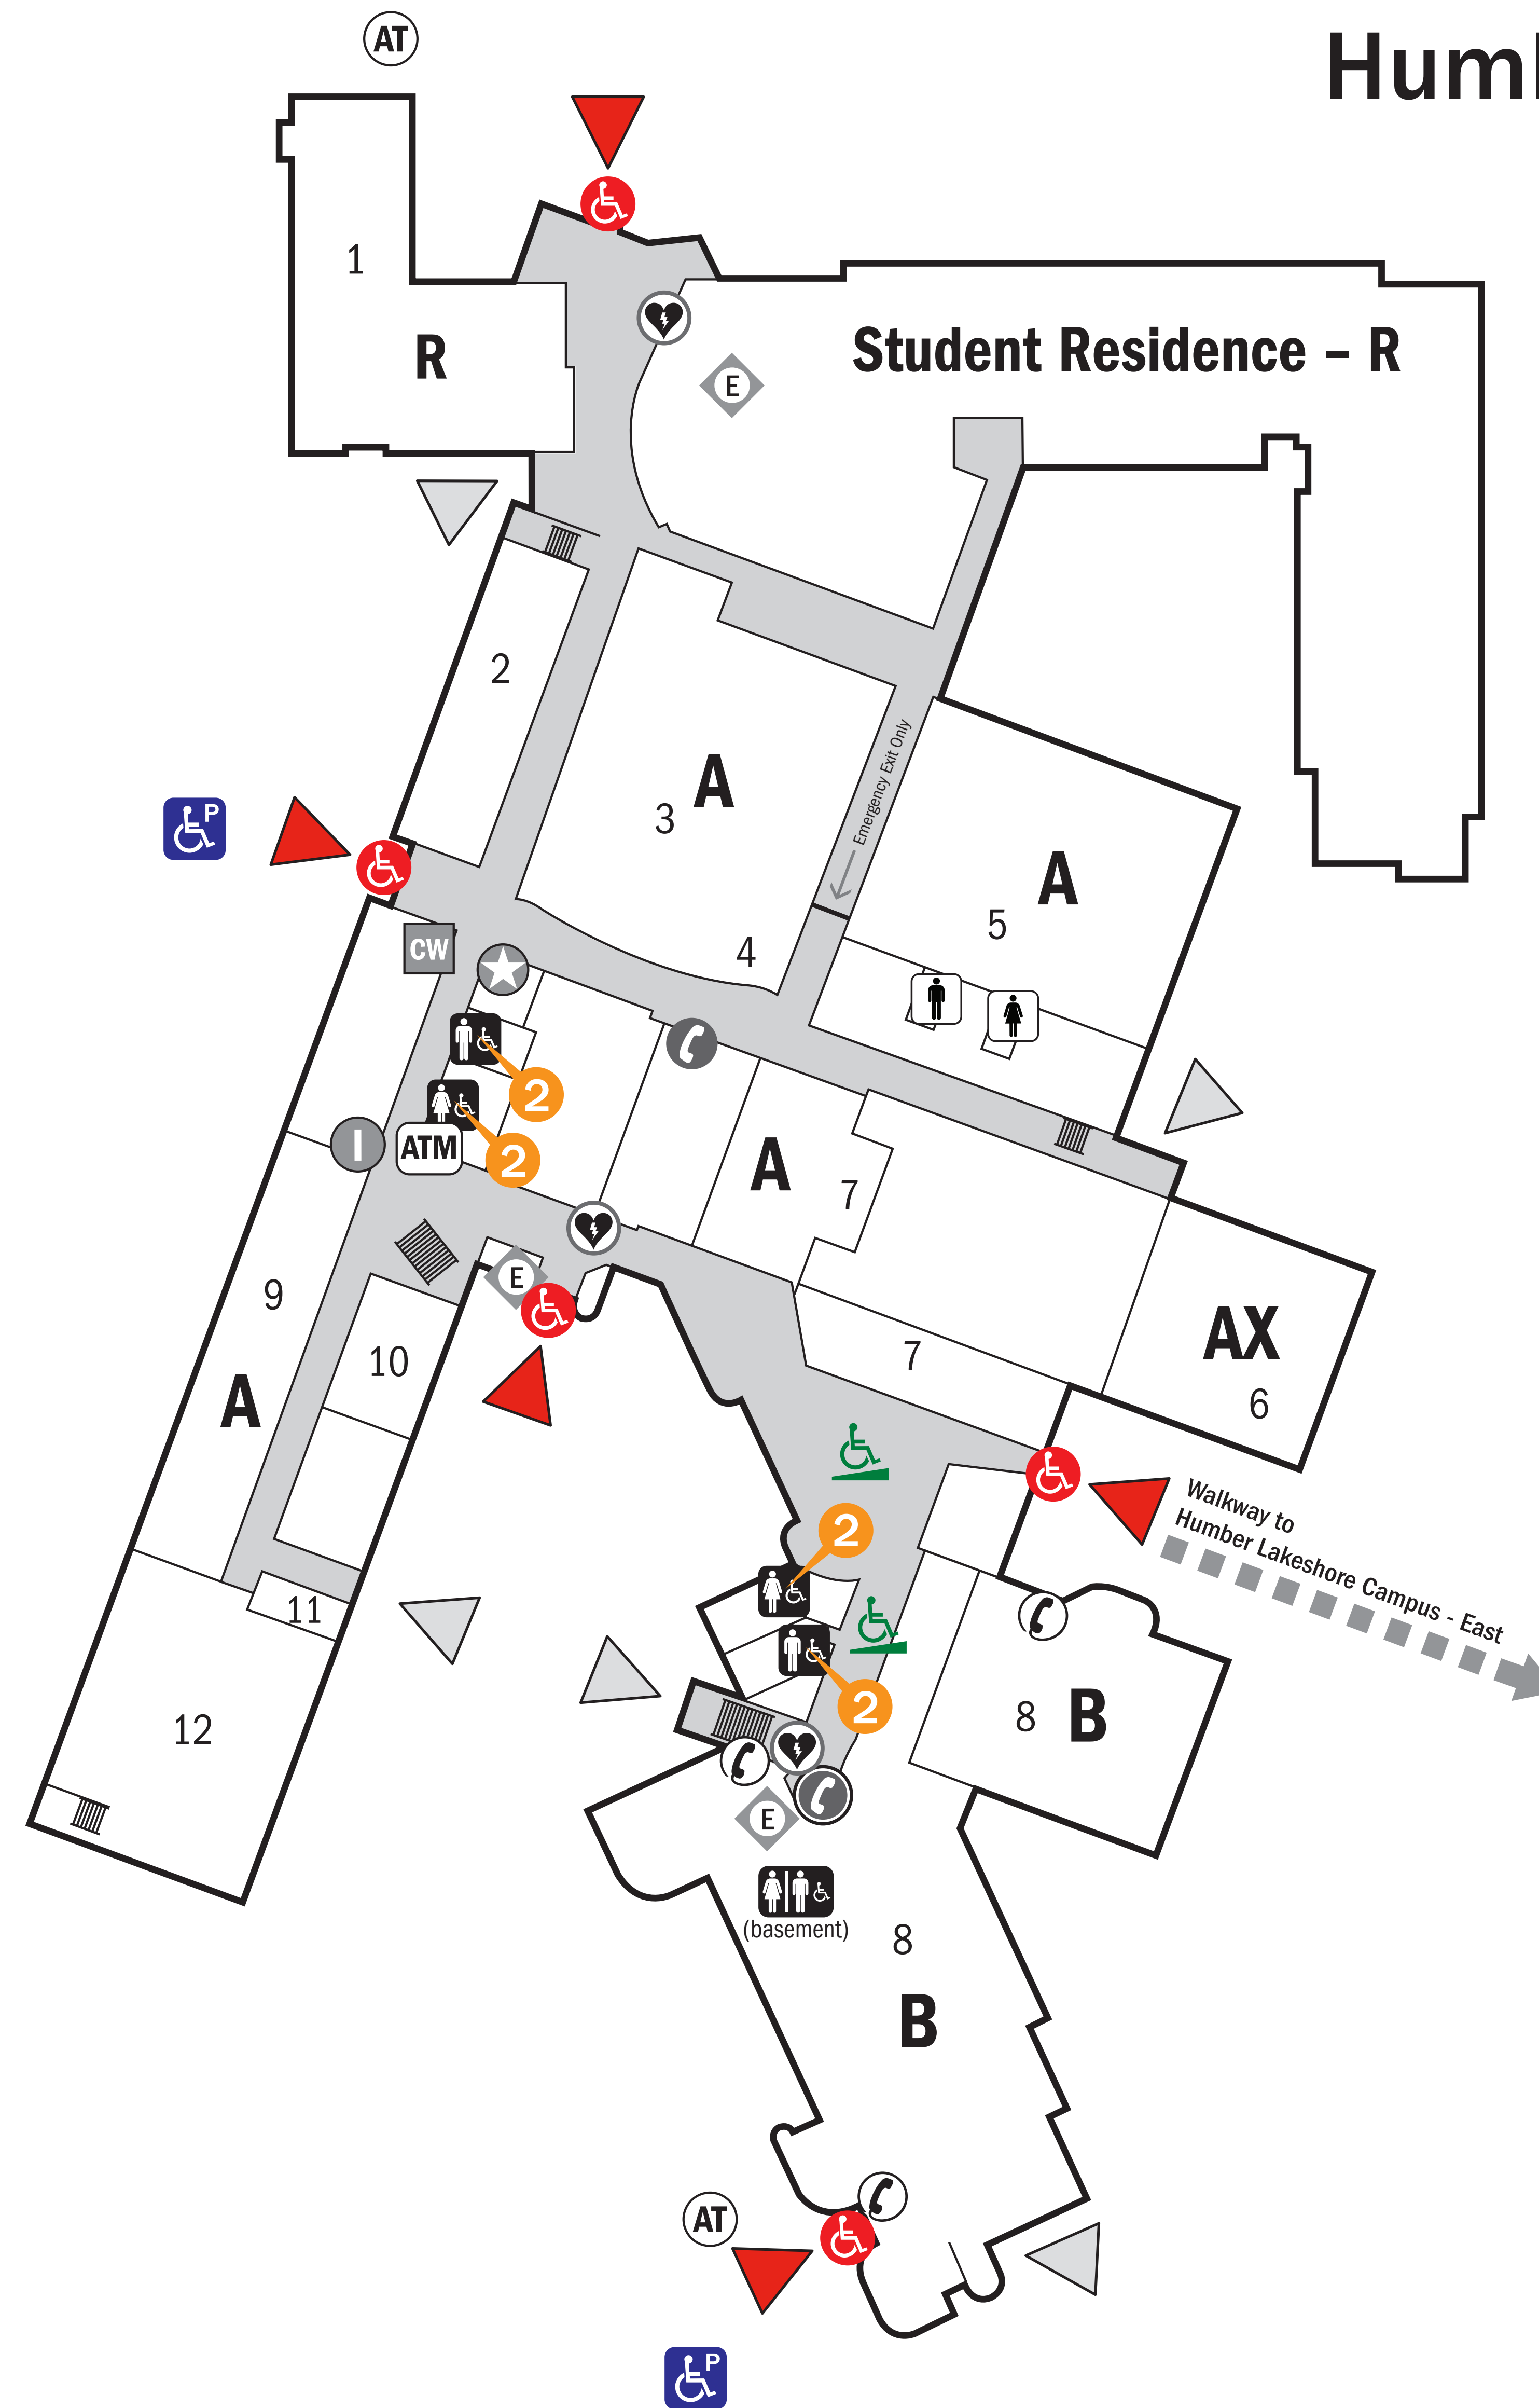 AT
Hum
1
R
Student Residence – R
E
2
A
3
Emergency Exit Only
P
A
5
4
CW
2
2
I
ATM
A
7
E
9
10
7
AX
6
A
2
Walkway to
Humber Lakeshore Campus - East
11
2
12
8
B
E
(basement)
8
B
AT
P